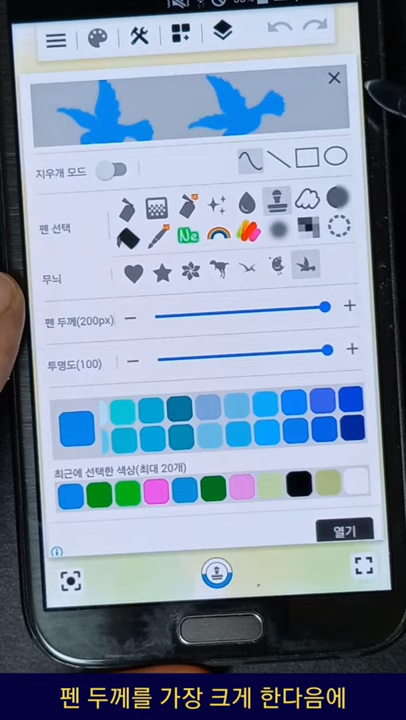 지우개 모드
펜 선택
Ne
무늬
펜 두께(200px)
투명도(100)
최근에 선택한 색상(최대 20개)
열기
펜 두께를 가장 크게 한다음에